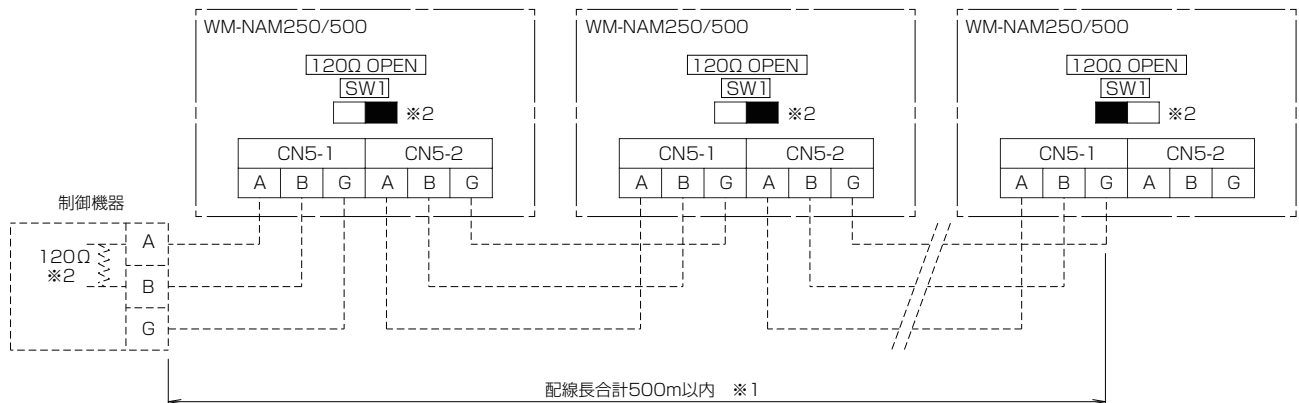 WM-NAM250/500 WM-NAM250/500 WM-NAM250/500
120Ω OPEN 120Ω OPEN 120Ω OPEN
SW1 SW1 SW1
※2 ※2 ※2
CN5-1 CN5-2 CN5-1 CN5-2 CN5-1 CN5-2
A B G A B G A B G A B G A B G A B G
制御機器
A
120Ω
※2
B
G
配線長合計500m以内 ※1